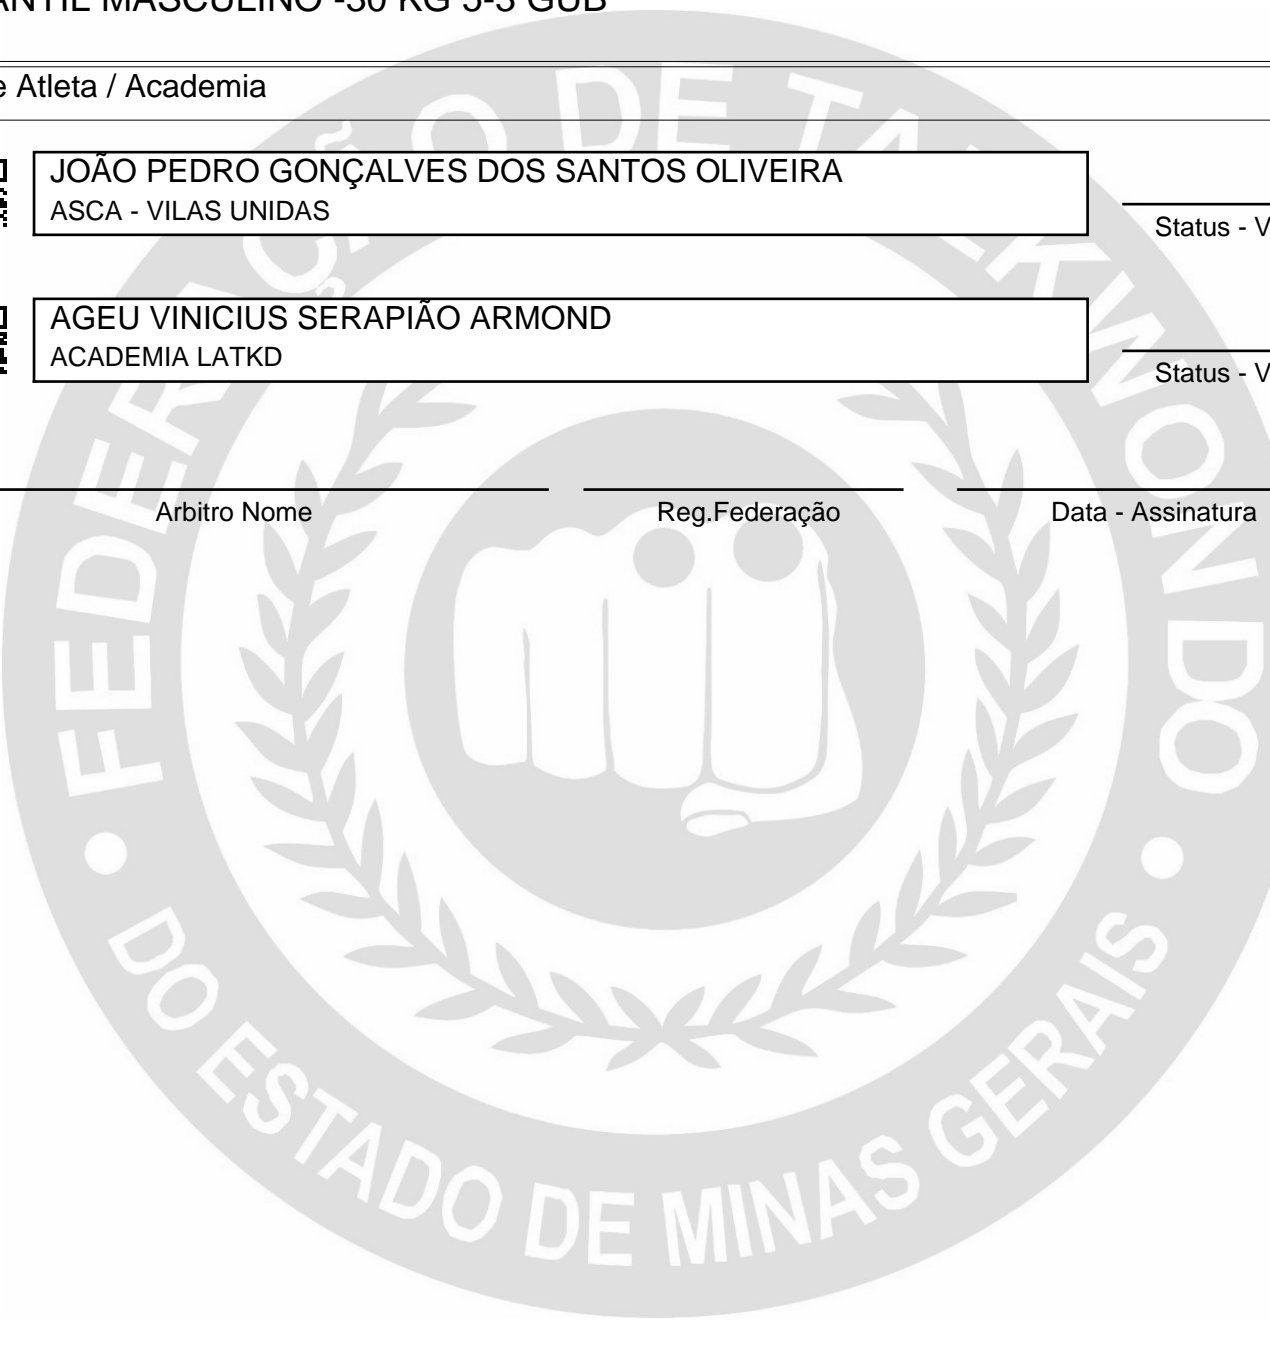 ANTIL MASCULINO -30 KG 5-3 GUB
e Atleta / Academia
JOÃO PEDRO GONÇALVES DOS SANTOS OLIVEIRA
ASCA - VILAS UNIDAS
Status - V
AGEU VINICIUS SERAPIÃO ARMOND
ACADEMIA LATKD
Status - V
Arbitro Nome
Reg.Federação
Data - Assinatura
FEDERAÇÃO DE TAEKWONDO
DO ESTADO DE MINAS GERAIS